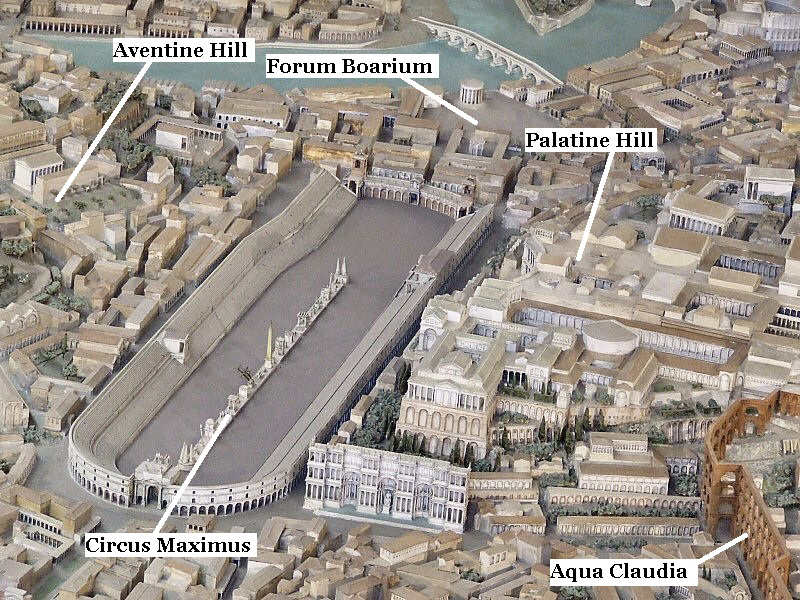 Aventine Hill
Forum Boarium
Palatine Hill
Circus Maximus
Aqua Claudia